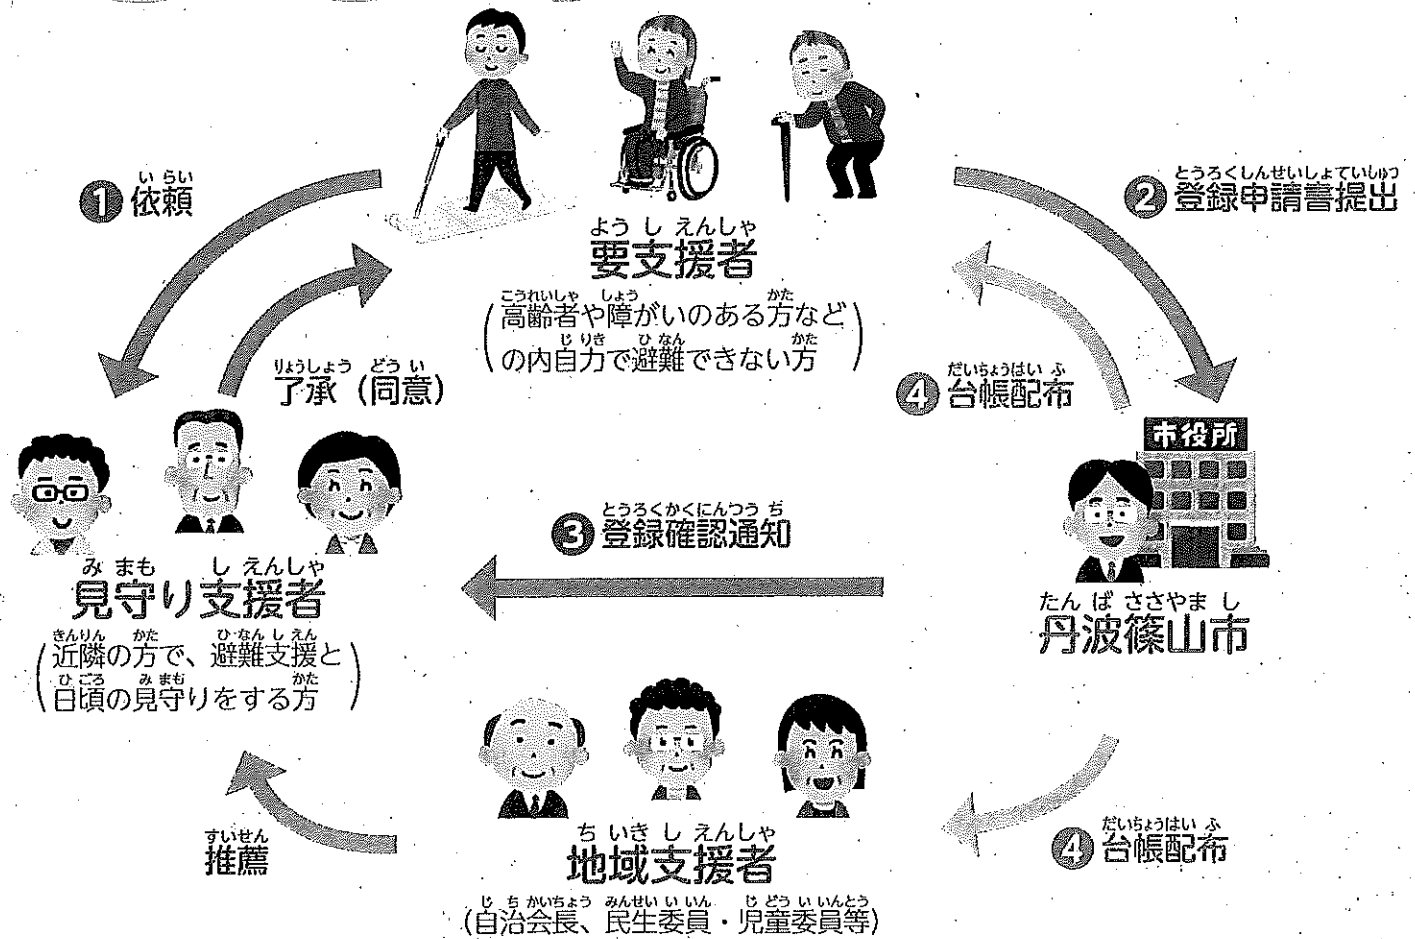 いらい
❶ 依頼
とうろくしんせいしょていしゅつ
❷ 登録申請書提出
ようしえんしゃ
要支援者
こうれいしゃ しょう かた
(高齢者や障がいのある方など
じりき ひなん かた
の内自力で避難できない方)
りょうしょう どうい
了承（同意）
だいちょうはいふ
❹ 台帳配布
市役所
とうろくかくにんつうぢ
❸ 登録確認通知
みまも しえんしゃ
見守り支援者
きんりん かた ひなんしえん
(近隣の方で、避難支援と
ひごろ みまも かた
日頃の見守りをする方)
たんばささやまし
丹波篠山市
すいせん
推薦
ちいきしえんしゃ
地域支援者
じちかいちょう みんせいいいん じどういいんとう
(自治会長、民生委員・児童委員等)
だいちょうはいふ
❹ 台帳配布